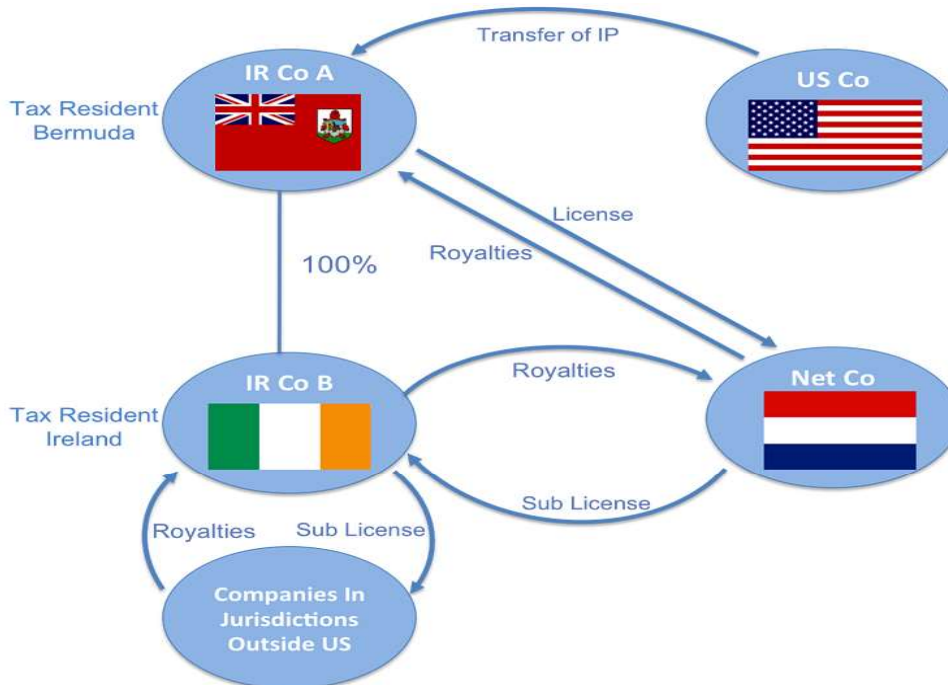 Transfer of IP
IR Co A
US Co
Tax Resident
Bermuda
License
Royalties
100%
IR Co B
Royalties
Net Co
Tax Resident
Ireland
Sub License
Royalties
Sub License
Companies In
Jurisdictions
Outside US